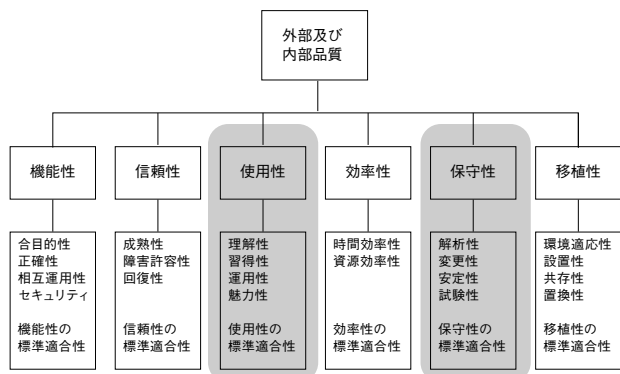 外部及び
内部品質
機能性
信頼性
使用性
効率性
保守性
移植性
合目的性
正確性
相互運用性
セキュリティ
機能性の
標準適合性
成熟性
障害許容性
回復性
信頼性の
標準適合性
理解性
習得性
運用性
魅力性
使用性の
標準適合性
時間効率性
資源効率性
効率性の
標準適合性
解析性
変更性
安定性
試験性
保守性の
標準適合性
環境適応性
設置性
共存性
置換性
移植性の
標準適合性